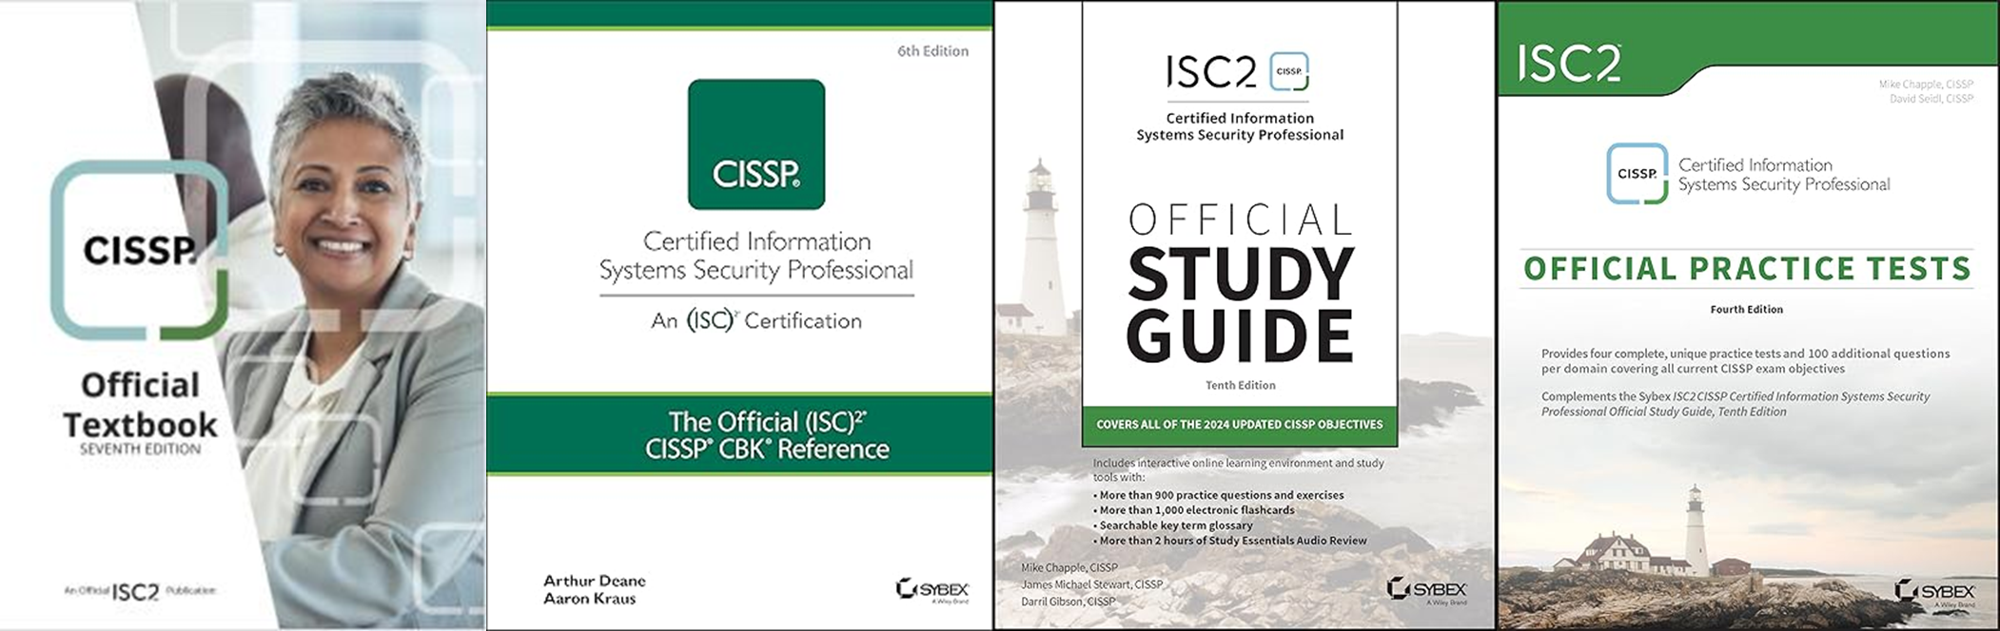 CISSP.
Official
Textbook
SEVENTH EDITION
An Official ISC2 Publication
6th Edition
CISSP®
Certified Information
Systems Security Professional
An (ISC)²® Certification
The Official (ISC)²®
CISSP® CBK® Reference
Arthur Deane
Aaron Kraus
SYBEX
A Wiley Brand
ISC2 CISSP.
Certified Information
Systems Security Professional
OFFICIAL
STUDY
GUIDE
Tenth Edition
COVERS ALL OF THE 2024 UPDATED CISSP OBJECTIVES
Includes interactive online learning environment and study
tools with:
• More than 900 practice questions and exercises
• More than 1,000 electronic flashcards
• Searchable key term glossary
• More than 2 hours of Study Essentials Audio Review
Mike Chapple, CISSP
James Michael Stewart, CISSP
Darril Gibson, CISSP
SYBEX
A Wiley Brand
ISC2
Mike Chapple, CISSP
David Seidl, CISSP
CISSP.
Certified Information
Systems Security Professional
OFFICIAL PRACTICE TESTS
Fourth Edition
Provides four complete, unique practice tests and 100 additional questions
per domain covering all current CISSP exam objectives
Complements the Sybex ISC2 CISSP Certified Information Systems Security
Professional Official Study Guide, Tenth Edition
SYBEX
A Wiley Brand